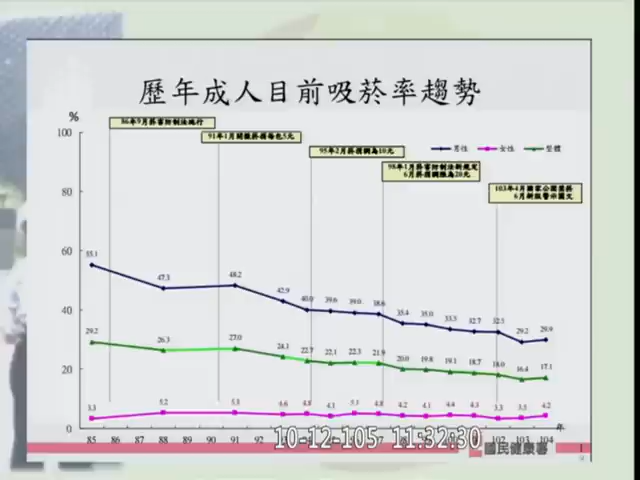 歷年成人目前吸菸率趨勢
%
86年9月菸害防制法施行
91年1月開徵菸捐每包5元
95年2月菸捐調為10元
98年1月菸害防制法新規定
6月菸捐調陞為20元
103年4月國家公園禁菸
6月新版警示圖文
男性 女性 整體
100
80
60
40
20
0
55.1 47.3 48.2 42.9 40.0 39.6 39.0 38.6 35.4 35.0 33.5 32.7 32.5 29.2 29.9
29.2 26.3 27.0 24.1 22.7 22.1 22.3 21.9 20.0 19.8 19.1 18.7 18.0 16.4 17.1
3.3 5.2 5.3 4.6 4.8 4.1 5.1 4.8 4.2 4.1 4.4 4.3 3.3 3.5 4.2
85 86 87 88 89 90 91 92 102 103 104 年
10-12-105 11:32:30
國民健康署
1